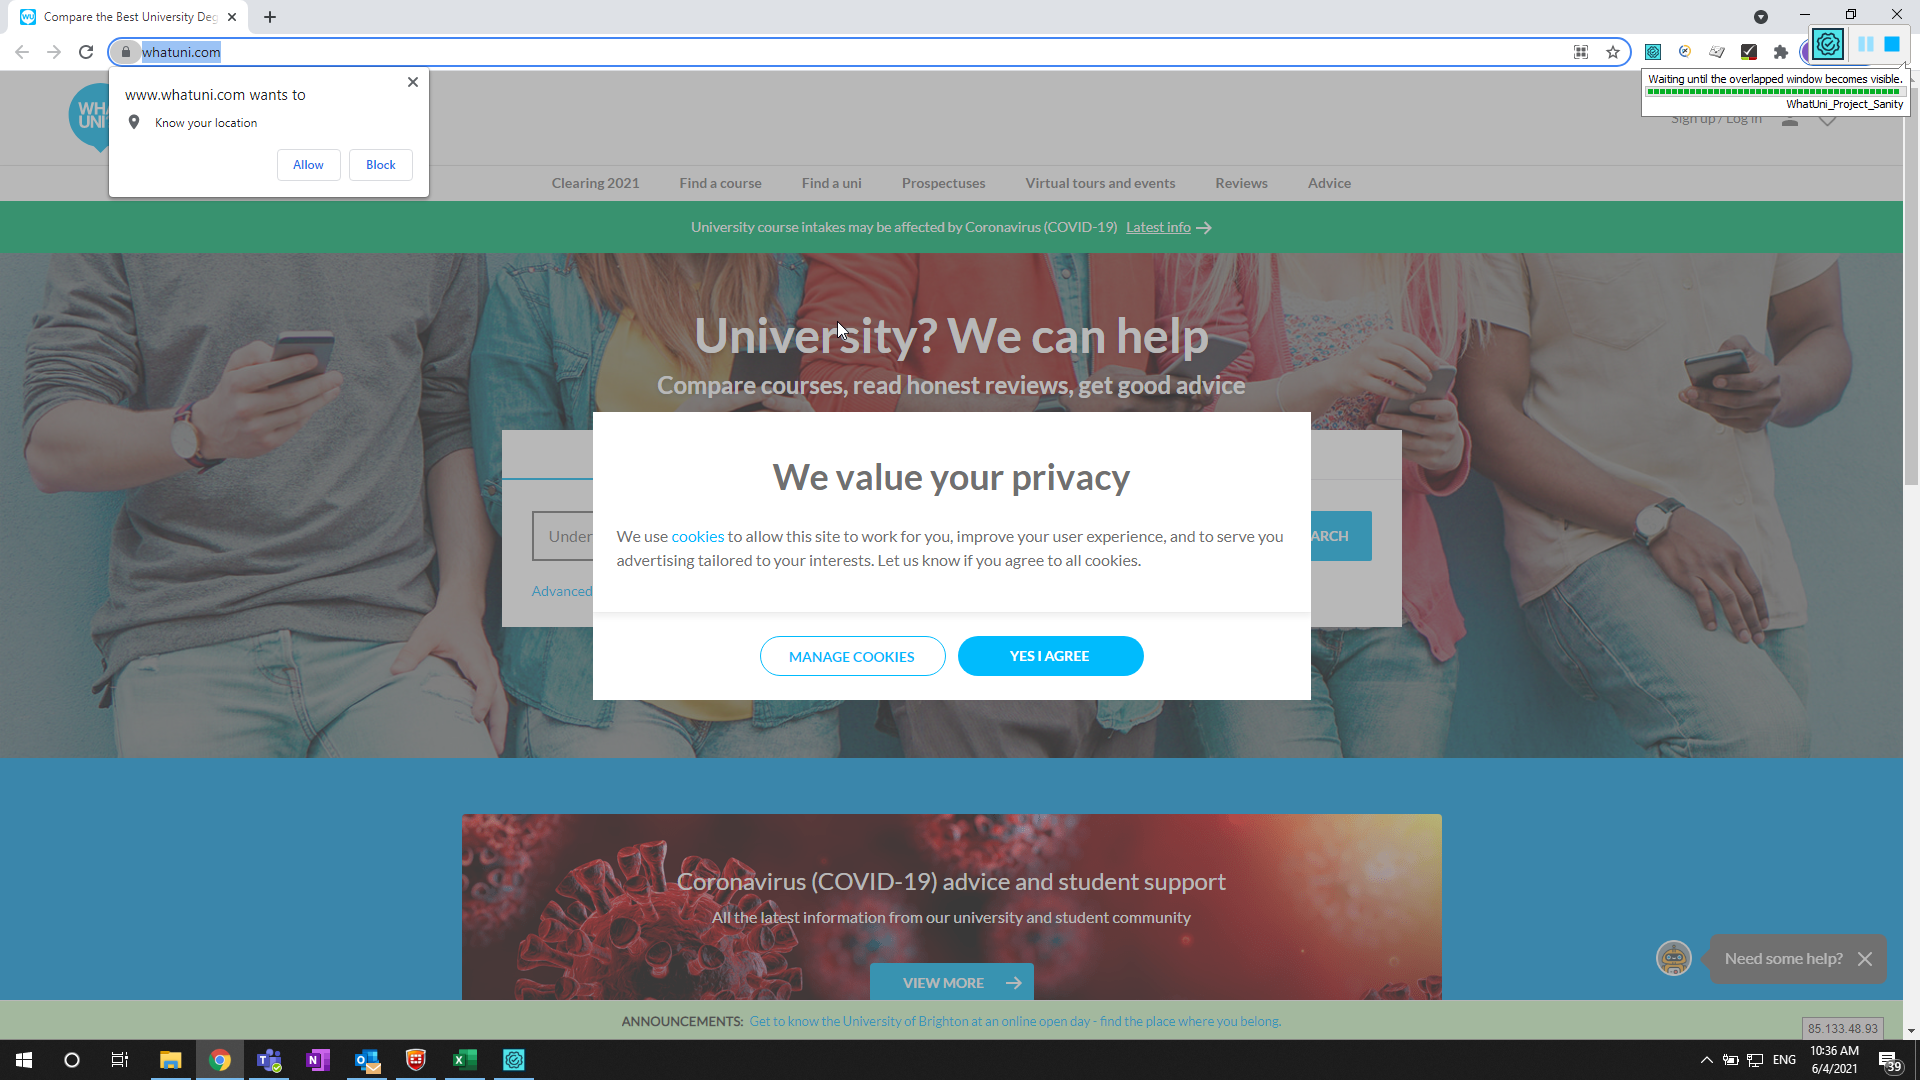 Compare the Best University Deg
whatuni.com
www.whatuni.com wants to
Know your location
Allow
Block
Waiting until the overlapped window becomes visible.
WhatUni_Project_Sanity
WH
UNI
Sign up / Log in
Clearing 2021
Find a course
Find a uni
Prospectuses
Virtual tours and events
Reviews
Advice
University course intakes may be affected by Coronavirus (COVID-19) Latest info
University? We can help
Compare courses, read honest reviews, get good advice
We value your privacy
We use cookies to allow this site to work for you, improve your user experience, and to serve you
advertising tailored to your interests. Let us know if you agree to all cookies.
Under
ARCH
Advanced
MANAGE COOKIES
YES I AGREE
Coronavirus (COVID-19) advice and student support
All the latest information from our university and student community
VIEW MORE
Need some help?
ANNOUNCEMENTS: Get to know the University of Brighton at an online open day - find the place where you belong.
85.133.48.93
ENG
10:36 AM
6/4/2021
39